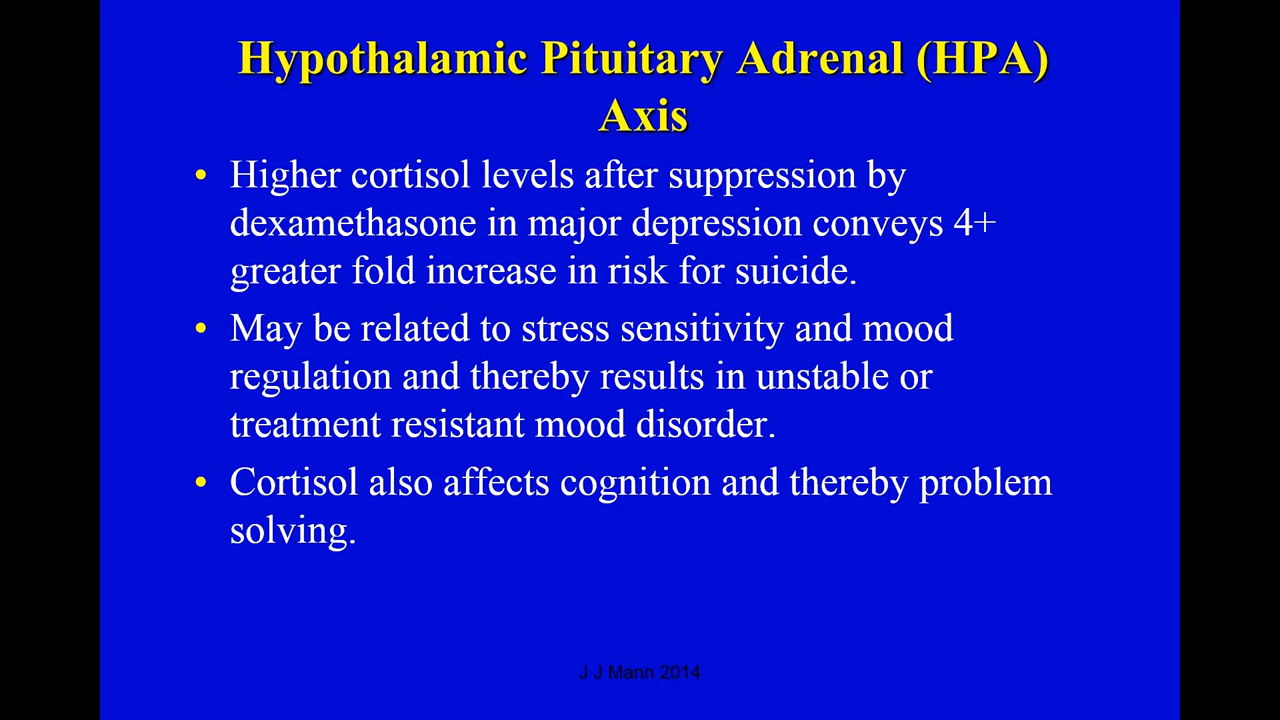 Hypothalamic Pituitary Adrenal (HPA)
Axis
• Higher cortisol levels after suppression by
dexamethasone in major depression conveys 4+
greater fold increase in risk for suicide.
• May be related to stress sensitivity and mood
regulation and thereby results in unstable or
treatment resistant mood disorder.
• Cortisol also affects cognition and thereby problem
solving.
J J Mann 2014